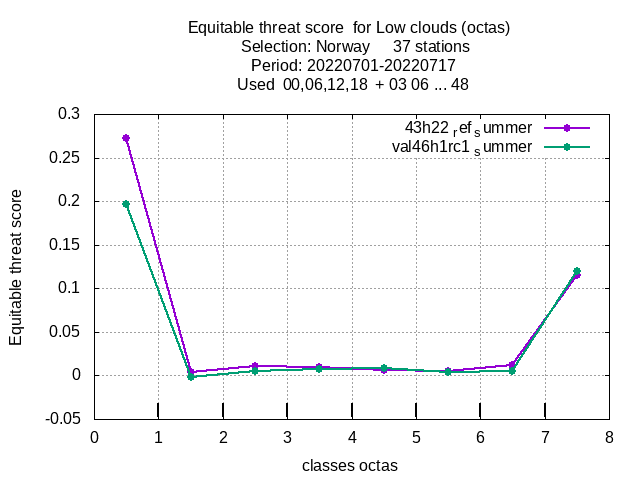 Equitable threat score for Low clouds (octas)
Selection: Norway 37 stations
Period: 20220701-20220717
Used 00,06,12,18 + 03 06 ... 48
43h22_ref_summer
val46h1rc1_summer
Equitable threat score
0.3
0.25
0.2
0.15
0.1
0.05
0
-0.05
0 1 2 3 4 5 6 7 8
classes octas